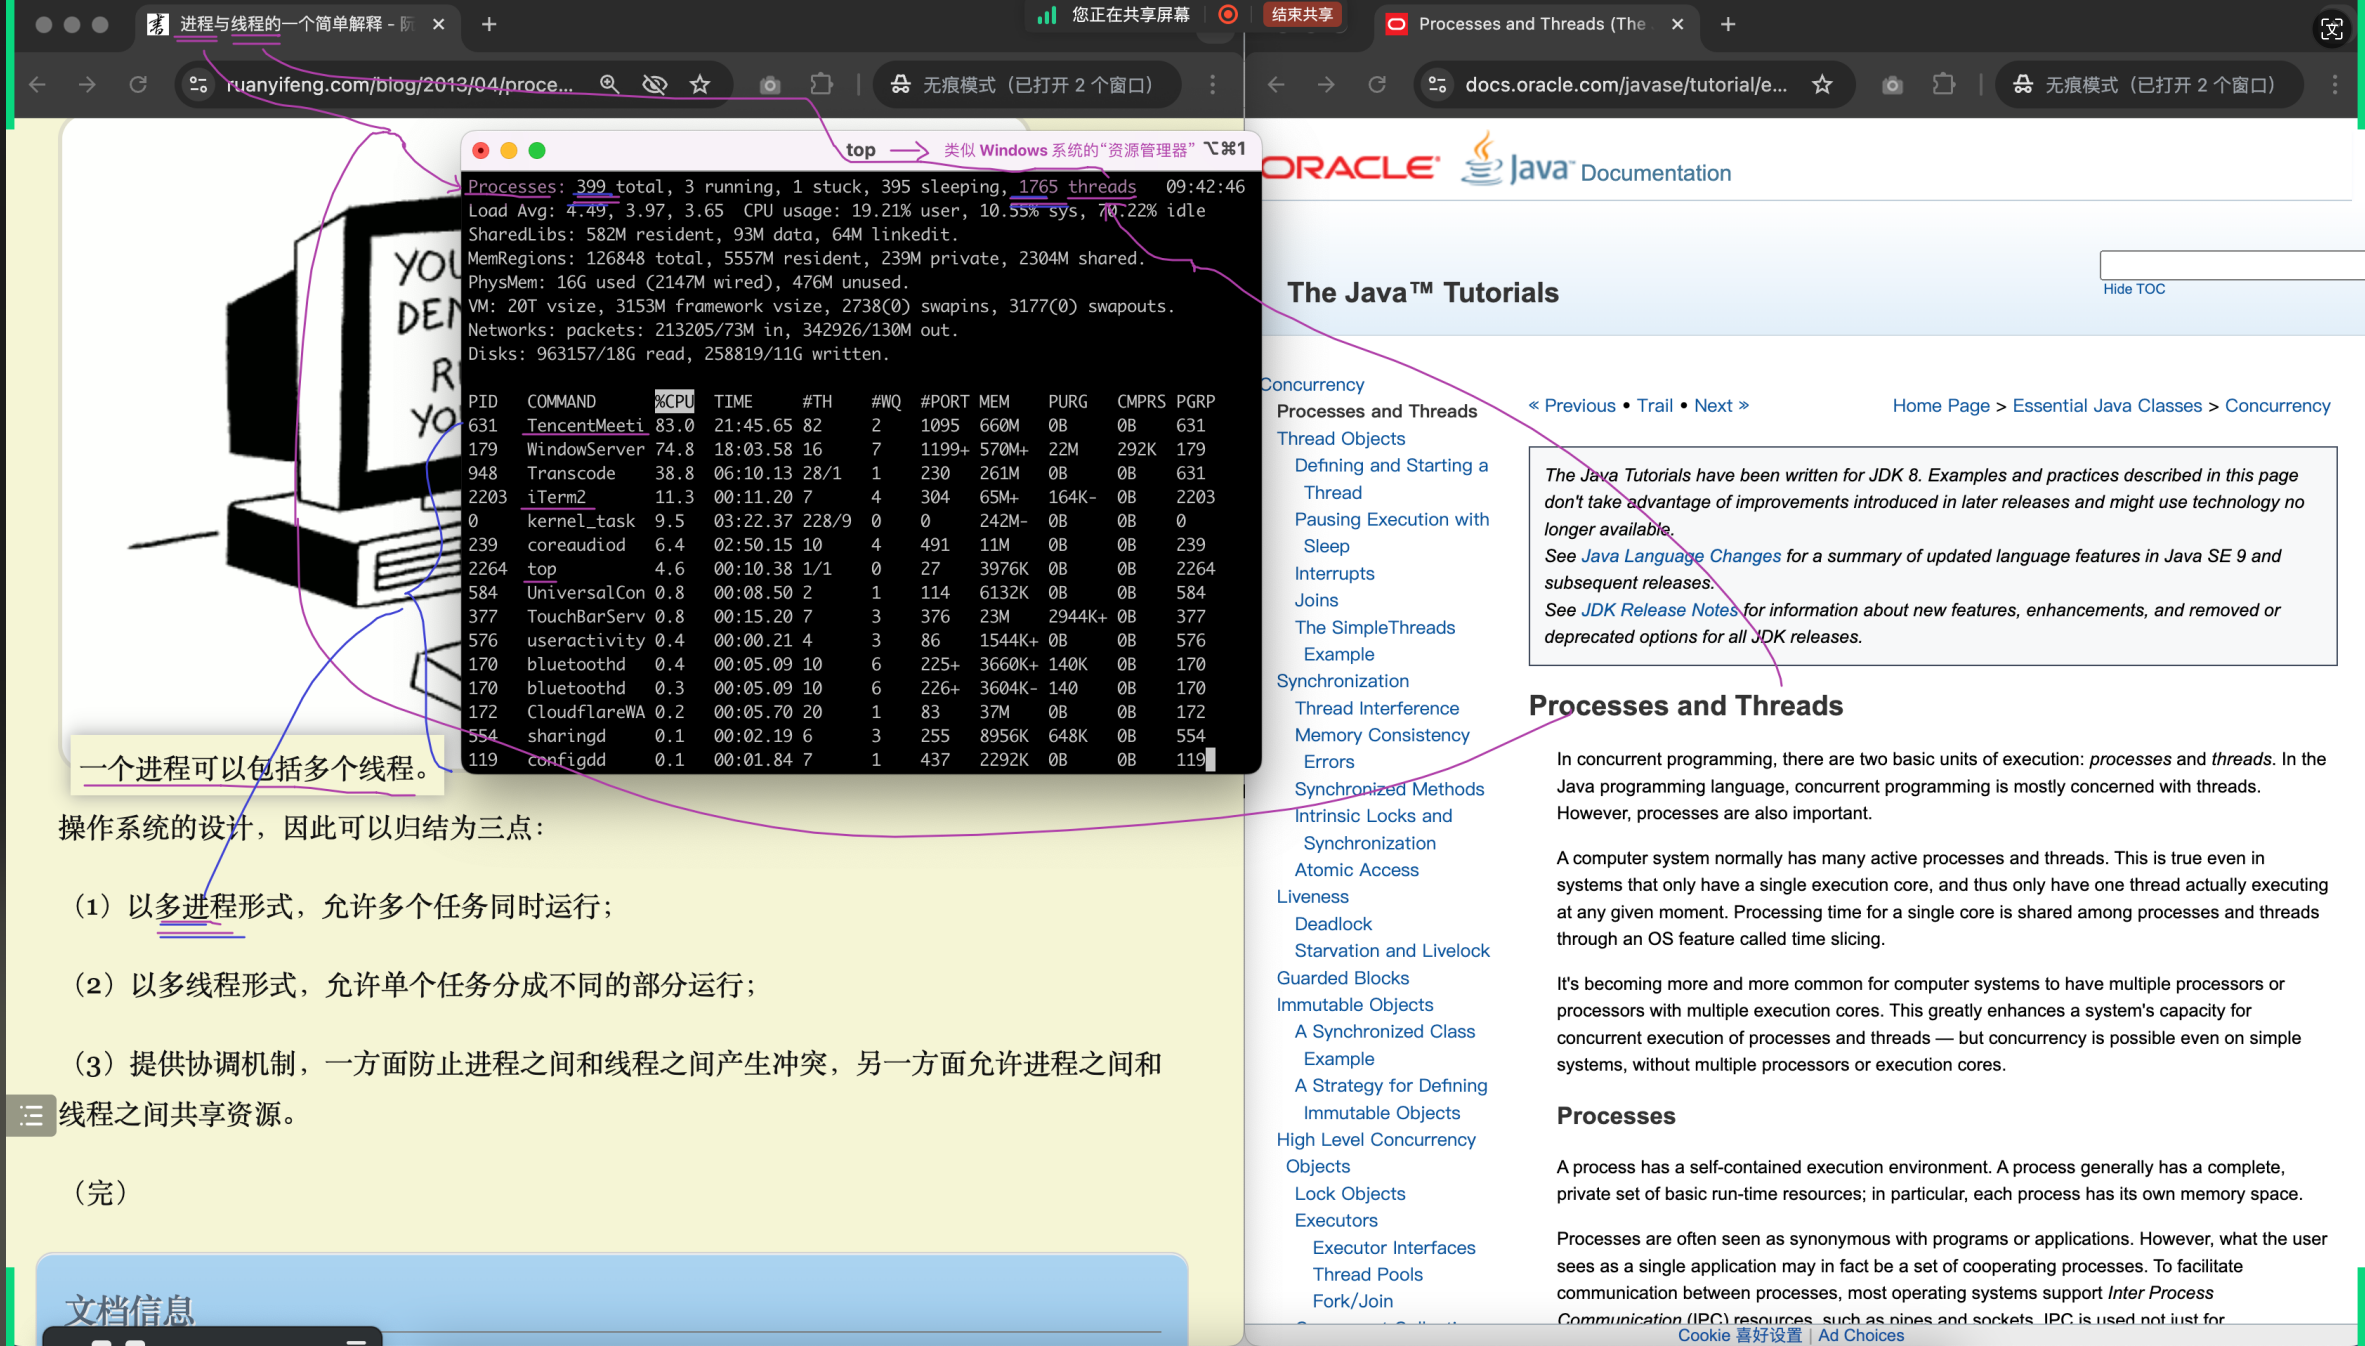 进程与线程的一个简单解释 - 阮
您正在共享屏幕
结束共享
Processes and Threads (The
ruanyifeng.com/blog/2013/04/proce...
无痕模式（已打开 2 个窗口）
docs.oracle.com/javase/tutorial/e...
无痕模式（已打开 2 个窗口）
YOU
DEN
R
YO
一个进程可以包括多个线程。
操作系统的设计，因此可以归结为三点：
（1）以多进程形式，允许多个任务同时运行；
（2）以多线程形式，允许单个任务分成不同的部分运行；
（3）提供协调机制，一方面防止进程之间和线程之间产生冲突，另一方面允许进程之间和
线程之间共享资源。
（完）
文档信息
top
类似 Windows 系统的“资源管理器”
⌥⌘1
Processes: 399 total, 3 running, 1 stuck, 395 sleeping, 1765 threads 09:42:46
Load Avg: 4.49, 3.97, 3.65 CPU usage: 19.21% user, 10.55% sys, 70.22% idle
SharedLibs: 582M resident, 93M data, 64M linkedit.
MemRegions: 126848 total, 5557M resident, 239M private, 2304M shared.
PhysMem: 16G used (2147M wired), 476M unused.
VM: 20T vsize, 3153M framework vsize, 2738(0) swapins, 3177(0) swapouts.
Networks: packets: 213205/73M in, 342926/130M out.
Disks: 963157/18G read, 258819/11G written.
PID COMMAND %CPU TIME #TH #WQ #PORT MEM PURG CMPRS PGRP
631 TencentMeeti 83.0 21:45.65 82 2 1095 660M 0B 0B 631
179 WindowServer 74.8 18:03.58 16 7 1199+ 570M+ 22M 292K 179
948 Transcode 38.8 06:10.13 28/1 1 230 261M 0B 0B 631
2203 iTerm2 11.3 00:11.20 7 4 304 65M+ 164K- 0B 2203
0 kernel_task 9.5 03:22.37 228/9 0 0 242M- 0B 0B 0
239 coreaudiod 6.4 02:50.15 10 4 491 11M 0B 0B 239
2264 top 4.6 00:10.38 1/1 0 27 3976K 0B 0B 2264
584 UniversalCon 0.8 00:08.50 2 1 114 6132K 0B 0B 584
377 TouchBarServ 0.8 00:15.20 7 3 376 23M 2944K+ 0B 377
576 useractivity 0.4 00:00.21 4 3 86 1544K+ 0B 0B 576
170 bluetoothd 0.4 00:05.09 10 6 225+ 3660K+ 140K 0B 170
170 bluetoothd 0.3 00:05.09 10 6 226+ 3604K- 140 0B 170
172 CloudflareWA 0.2 00:05.70 20 1 83 37M 0B 0B 172
554 sharingd 0.1 00:02.19 6 3 255 8956K 648K 0B 554
119 configdd 0.1 00:01.84 7 1 437 2292K 0B 0B 119
ORACLE Java™ Documentation
The Java™ Tutorials
Hide TOC
Concurrency
Processes and Threads
Thread Objects
Defining and Starting a
Thread
Pausing Execution with
Sleep
Interrupts
Joins
The SimpleThreads
Example
Synchronization
Thread Interference
Memory Consistency
Errors
Synchronized Methods
Intrinsic Locks and
Synchronization
Atomic Access
Liveness
Deadlock
Starvation and Livelock
Guarded Blocks
Immutable Objects
A Synchronized Class
Example
A Strategy for Defining
Immutable Objects
High Level Concurrency
Objects
Lock Objects
Executors
Executor Interfaces
Thread Pools
Fork/Join
« Previous • Trail • Next »
Home Page > Essential Java Classes > Concurrency
The Java Tutorials have been written for JDK 8. Examples and practices described in this page
don't take advantage of improvements introduced in later releases and might use technology no
longer available.
See Java Language Changes for a summary of updated language features in Java SE 9 and
subsequent releases.
See JDK Release Notes for information about new features, enhancements, and removed or
deprecated options for all JDK releases.
Processes and Threads
In concurrent programming, there are two basic units of execution: processes and threads. In the
Java programming language, concurrent programming is mostly concerned with threads.
However, processes are also important.
A computer system normally has many active processes and threads. This is true even in
systems that only have a single execution core, and thus only have one thread actually executing
at any given moment. Processing time for a single core is shared among processes and threads
through an OS feature called time slicing.
It's becoming more and more common for computer systems to have multiple processors or
processors with multiple execution cores. This greatly enhances a system's capacity for
concurrent execution of processes and threads — but concurrency is possible even on simple
systems, without multiple processors or execution cores.
Processes
A process has a self-contained execution environment. A process generally has a complete,
private set of basic run-time resources; in particular, each process has its own memory space.
Processes are often seen as synonymous with programs or applications. However, what the user
sees as a single application may in fact be a set of cooperating processes. To facilitate
communication between processes, most operating systems support Inter Process
Communication (IPC) resources, such as pipes and sockets. IPC is used not just for
Cookie 喜好设置 | Ad Choices